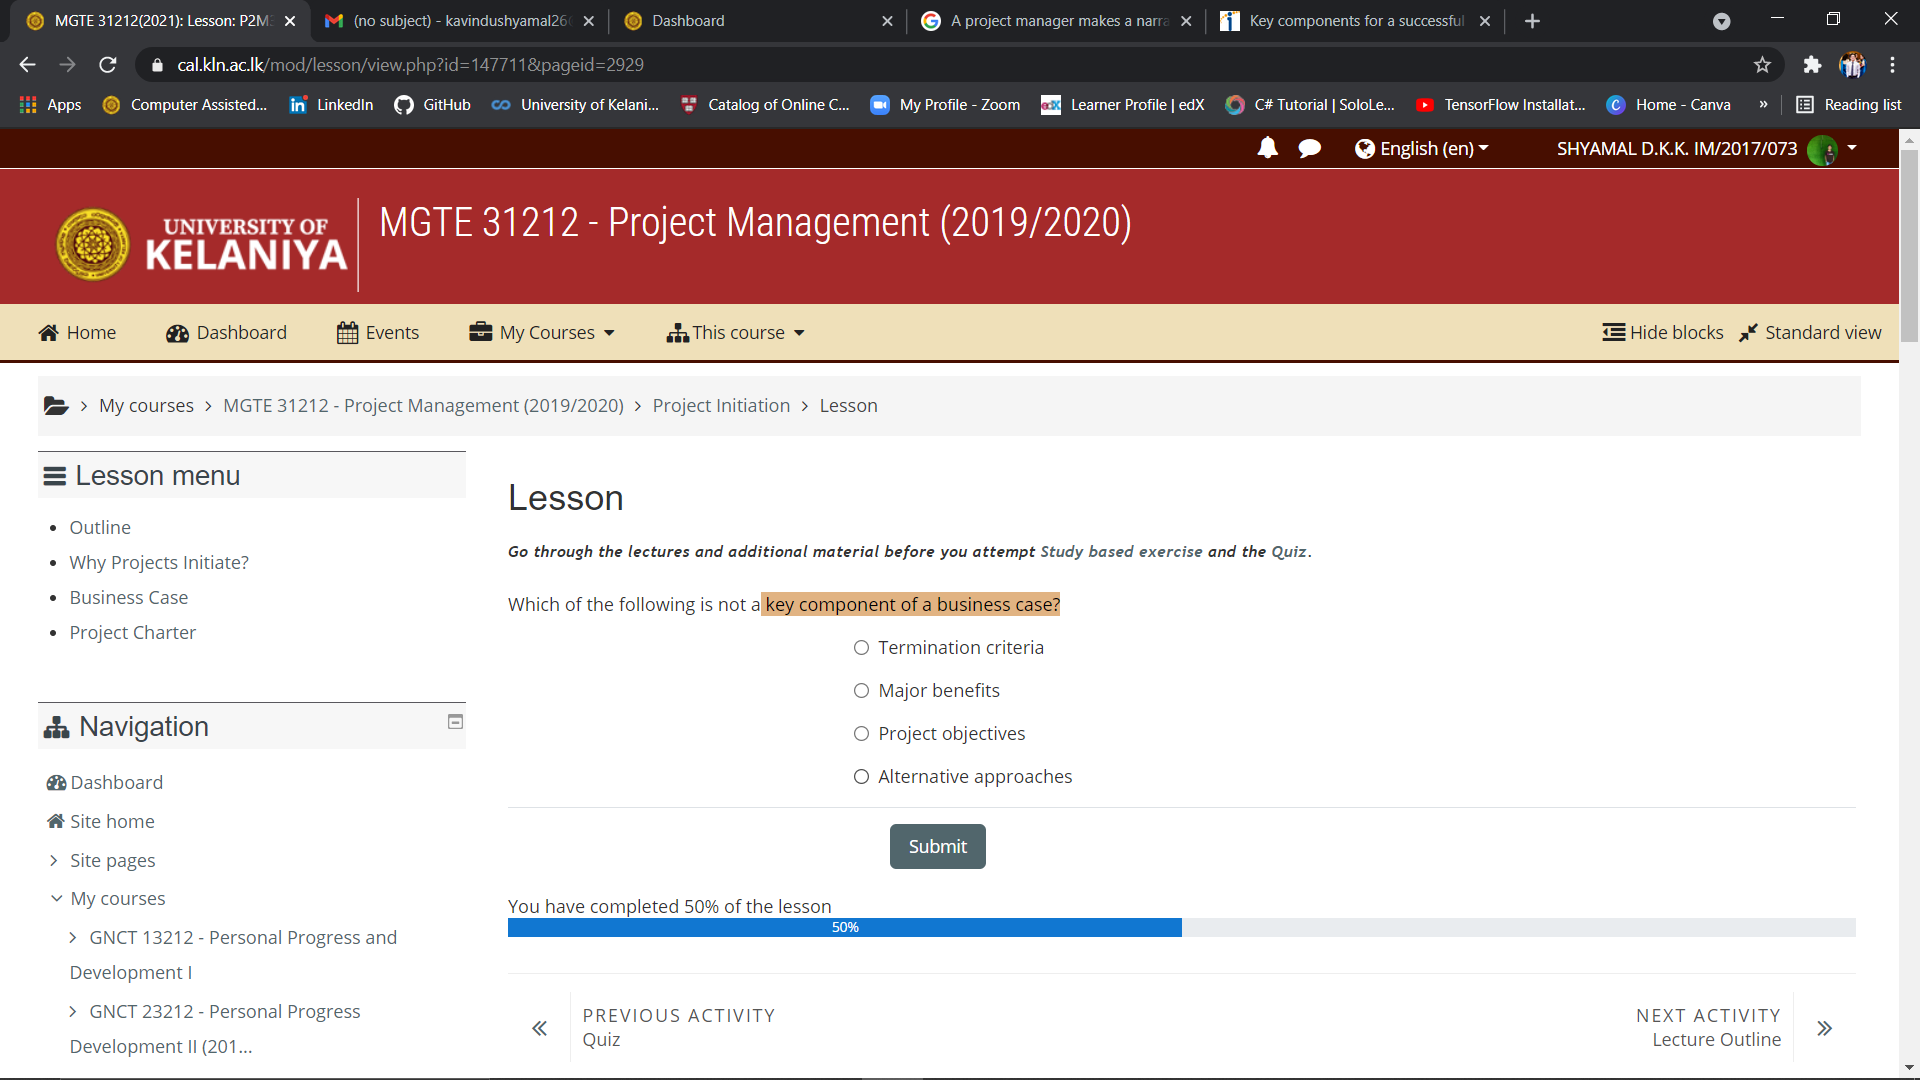 MGTE 31212(2021): Lesson: P2M
(no subject) - kavindushyamal26
Dashboard
A project manager makes a narra
Key components for a successful
cal.kln.ac.lk/mod/lesson/view.php?id=147711&pageid=2929
Apps
Computer Assisted...
LinkedIn
GitHub
University of Kelani...
Catalog of Online C...
My Profile - Zoom
Learner Profile | edX
C# Tutorial | SoloLe...
TensorFlow Installat...
Home - Canva
»
Reading list
English (en)
SHYAMAL D.K.K. IM/2017/073
UNIVERSITY OF
KELANIYA
MGTE 31212 - Project Management (2019/2020)
Home
Dashboard
Events
My Courses
This course
Hide blocks
Standard view
My courses
MGTE 31212 - Project Management (2019/2020)
Project Initiation
Lesson
Lesson menu
Outline
Why Projects Initiate?
Business Case
Project Charter
Navigation
Dashboard
Site home
Site pages
My courses
GNCT 13212 - Personal Progress and
Development I
GNCT 23212 - Personal Progress
Development II (201...
Lesson
Go through the lectures and additional material before you attempt Study based exercise and the Quiz.
Which of the following is not a key component of a business case?
Termination criteria
Major benefits
Project objectives
Alternative approaches
Submit
You have completed 50% of the lesson
50%
PREVIOUS ACTIVITY
Quiz
NEXT ACTIVITY
Lecture Outline